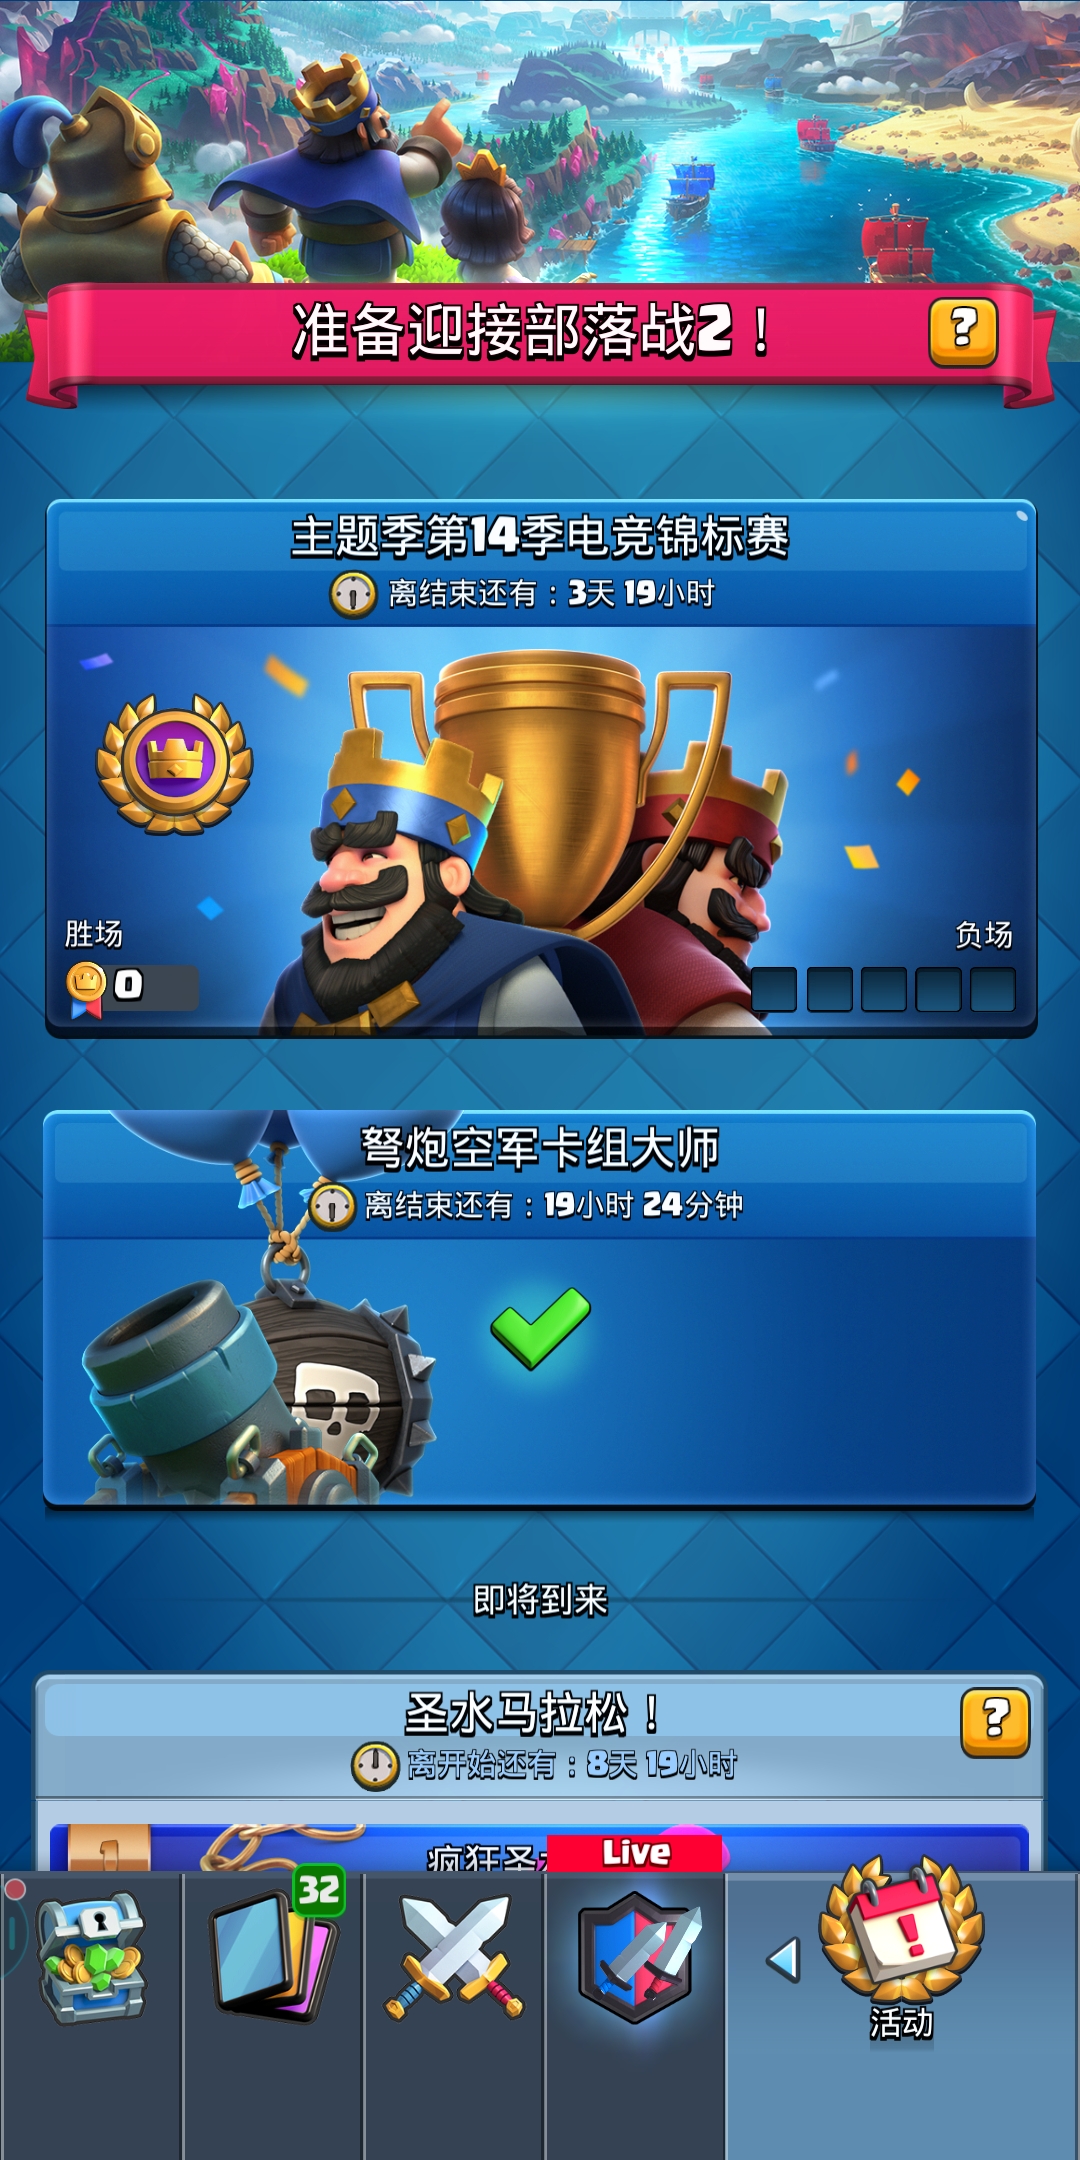 准备迎接部落战2！
?
主题季第14季电竞锦标赛
离结束还有：3天 19小时
胜场
负场
0
弩炮空军卡组大师
离结束还有：19小时 24分钟
即将到来
圣水马拉松！
?
离开始还有：8天 19小时
1
疯狂圣
Live
32
活动